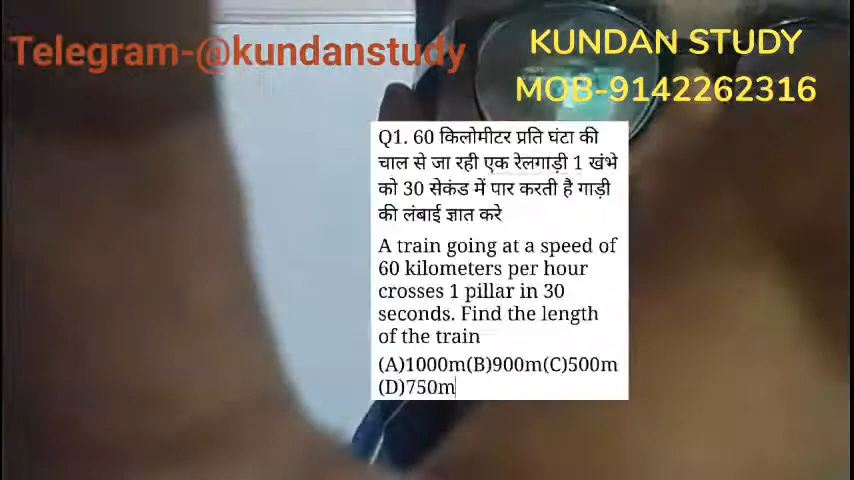 Telegram-@kundanstudy
KUNDAN STUDY
MOB-9142262316
Q1. 60 किलोमीटर प्रति घंटा की
चाल से जा रही एक रेलगाड़ी 1 खंभे
को 30 सेकंड में पार करती है गाड़ी
की लंबाई ज्ञात करे
A train going at a speed of
60 kilometers per hour
crosses 1 pillar in 30
seconds. Find the length
of the train
(A)1000m(B)900m(C)500m
(D)750m